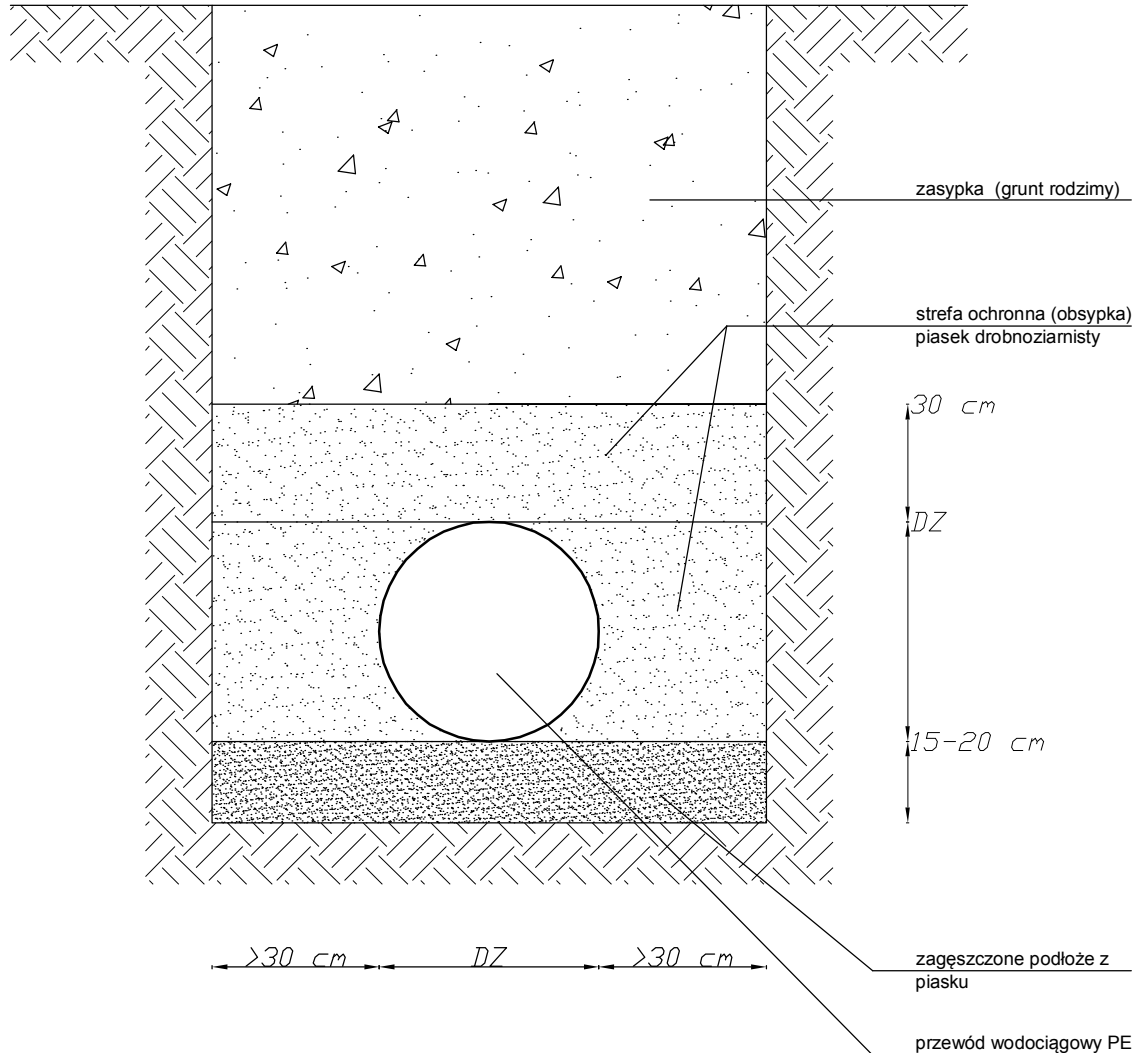 zasypka (grunt rodzimy)
strefa ochronna (obsypka)
piasek drobnoziarnisty
30 cm
DZ
15-20 cm
>30 cm
DZ
>30 cm
zagęszczone podłoże z
piasku
przewód wodociągowy PE